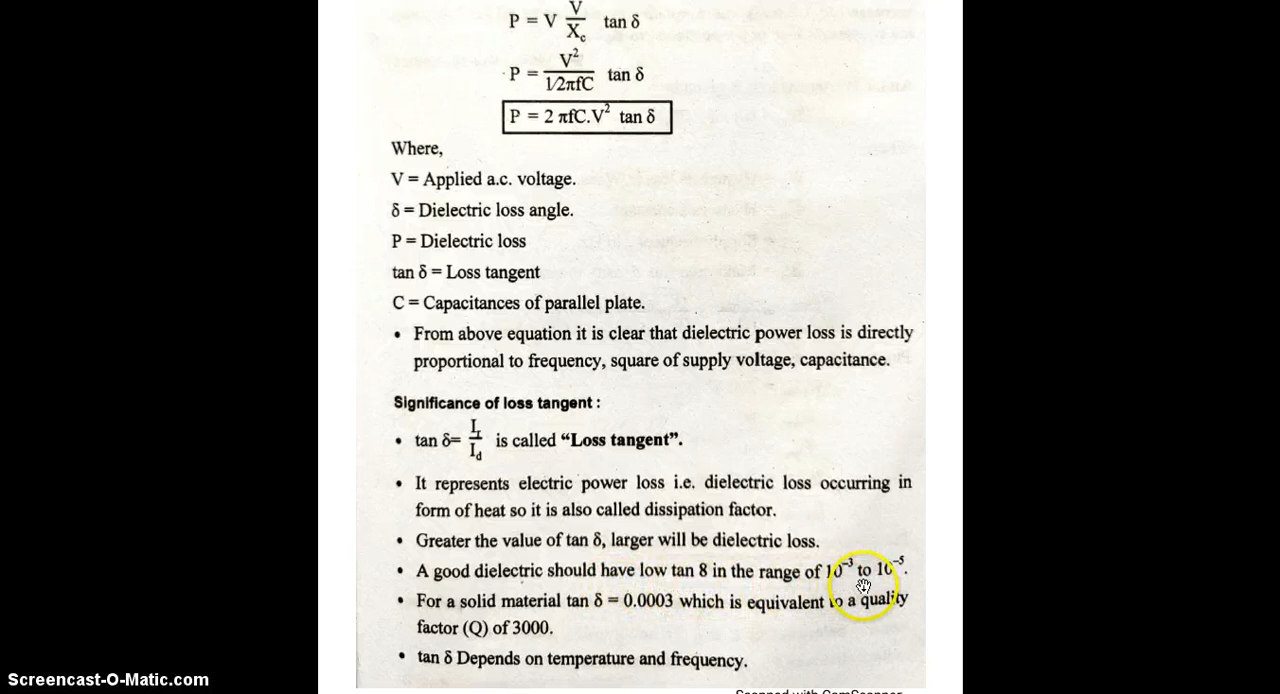 P = V V/X_c tan δ
P = V²/1/2πfC tan δ
P = 2 πfC.V² tan δ
Where,
V = Applied a.c. voltage.
δ = Dielectric loss angle.
P = Dielectric loss
tan δ = Loss tangent
C = Capacitances of parallel plate.
• From above equation it is clear that dielectric power loss is directly
proportional to frequency, square of supply voltage, capacitance.
Significance of loss tangent :
• tan δ= I_r/I_d is called “Loss tangent”.
• It represents electric power loss i.e. dielectric loss occurring in
form of heat so it is also called dissipation factor.
• Greater the value of tan δ, larger will be dielectric loss.
• A good dielectric should have low tan 8 in the range of 10⁻³ to 10⁻⁵.
• For a solid material tan δ = 0.0003 which is equivalent to a quality
factor (Q) of 3000.
• tan δ Depends on temperature and frequency.
Screencast-O-Matic.com